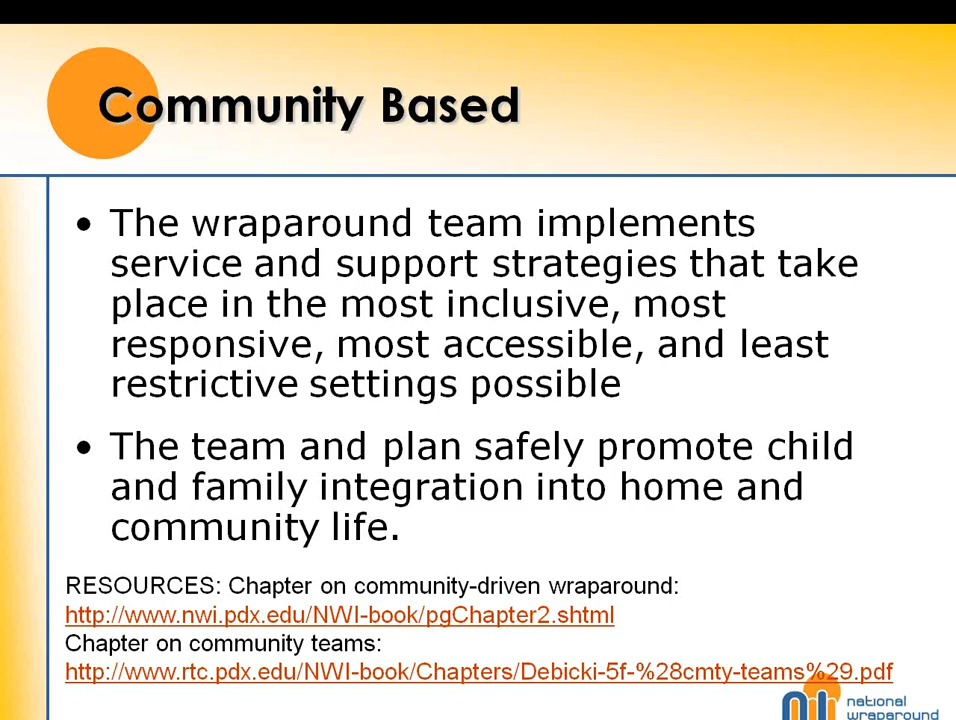 Community Based
• The wraparound team implements
service and support strategies that take
place in the most inclusive, most
responsive, most accessible, and least
restrictive settings possible
• The team and plan safely promote child
and family integration into home and
community life.
RESOURCES: Chapter on community-driven wraparound:
http://www.nwi.pdx.edu/NWI-book/pgChapter2.shtml
Chapter on community teams:
http://www.rtc.pdx.edu/NWI-book/Chapters/Debicki-5f-%28cmty-teams%29.pdf
national
wraparound